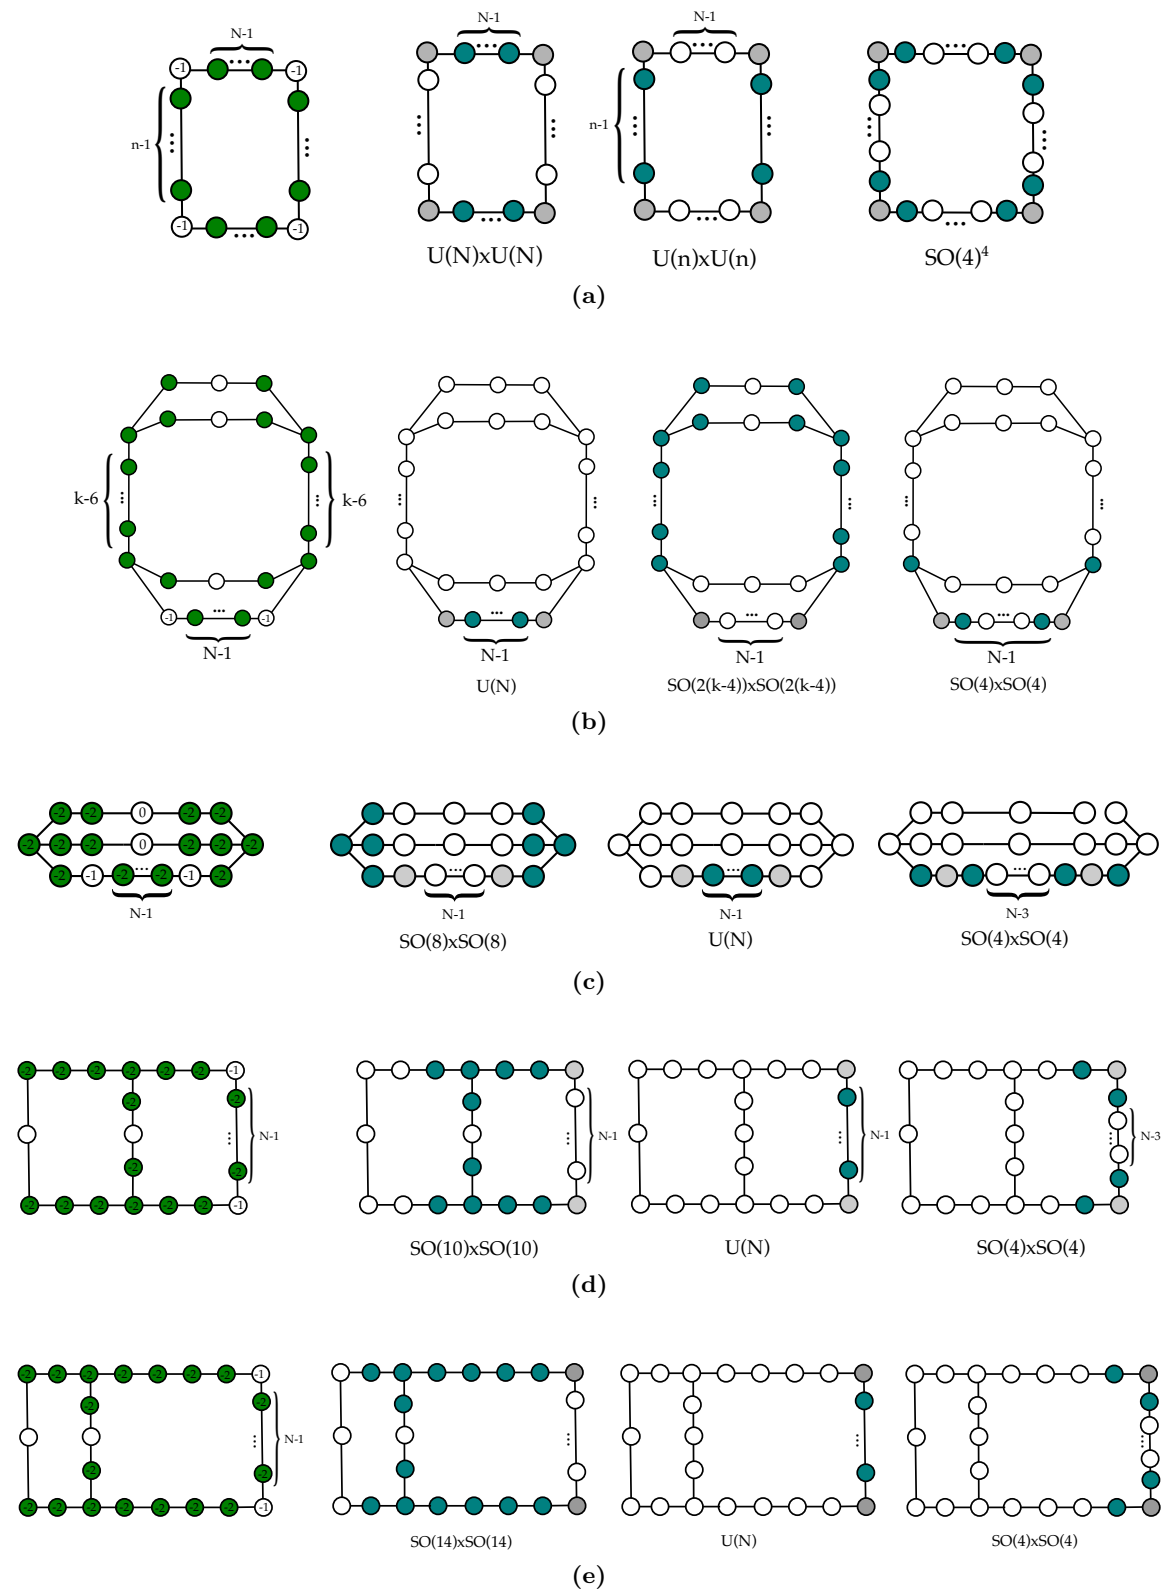 N-1 N-1 N-1
-1 ... -1 ... ...
n-1 ... ... ... ... n-1 ... ... ... ...
-1 ... -1 ... ... ...
U(N)xU(N) U(n)xU(n) SO(4)⁴
(a)
k-6 ... ... k-6 ... ... ... ... ... ...
-1 ... -1 ... ... ...
N-1 N-1 N-1 N-1
U(N) SO(2(k-4))xSO(2(k-4)) SO(4)xSO(4)
(b)
-2 -2 0 -2 -2
-2 -2 -2 0 -2 -2 -2
-2 -1 -2 ... -2 -1 -2 ... ... ...
N-1 N-1 N-1 N-3
SO(8)xSO(8) U(N) SO(4)xSO(4)
(c)
-2 -2 -2 -2 -2 -2 -1
-2 -2
... N-1 ... N-1 ... N-1 ... N-3
-2 -2
-2 -2 -2 -2 -2 -2 -1
SO(10)xSO(10) U(N) SO(4)xSO(4)
(d)
-2 -2 -2 -2 -2 -2 -2 -1
-2 -2
... N-1 ... ... ...
-2 -2
-2 -2 -2 -2 -2 -2 -2 -1
SO(14)xSO(14) U(N) SO(4)xSO(4)
(e)